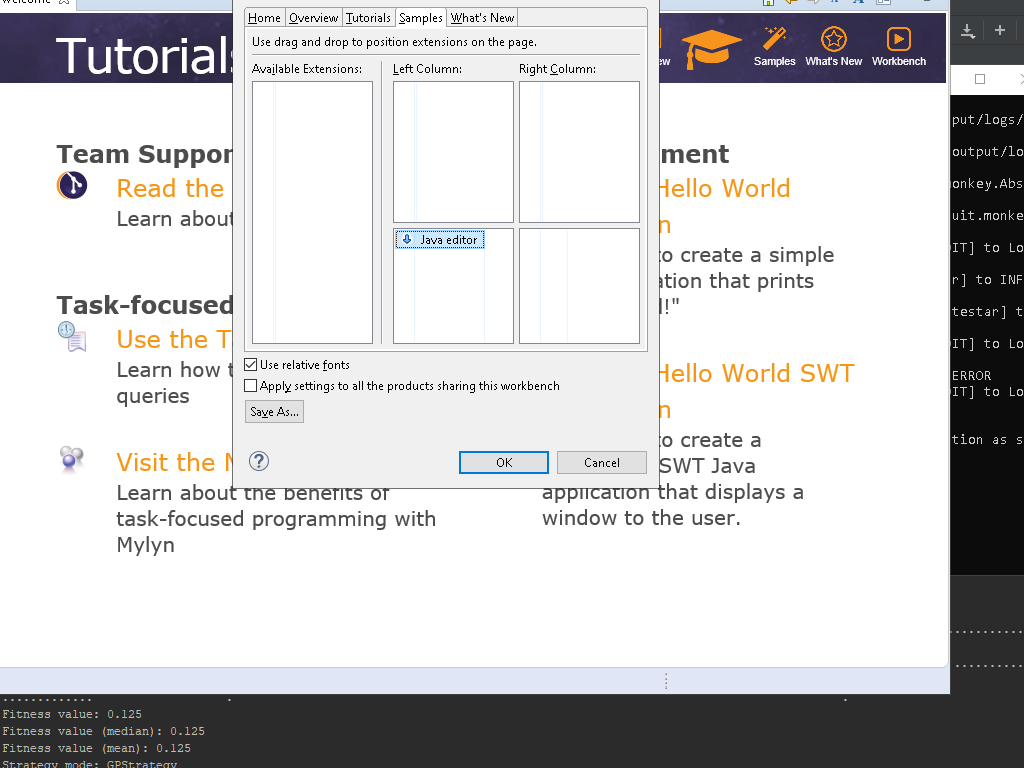 Home Overview Tutorials Samples What's New
Use drag and drop to position extensions on the page.
Available Extensions: Left Column: Right Column:
Java editor
Use relative fonts
Apply settings to all the products sharing this workbench
Save As...
OK Cancel
Tutorials
Samples What's New Workbench
Team Suppor
Read the
Learn about
Task-focused
Use the T
Learn how t
queries
Visit the M
Learn about the benefits of
task-focused programming with
Mylyn
ment
Hello World
n
to create a simple
ation that prints
!"
Hello World SWT
n
to create a
SWT Java
application that displays a
window to the user.
put/logs/
output/lo
onkey.Abs
uit.monke
IT] to Lo
r] to INF
testar] t
IT] to Lo
ERROR
IT] to Lo
tion as s
Fitness value: 0.125
Fitness value (median): 0.125
Fitness value (mean): 0.125
Strategy mode: GPStrategy